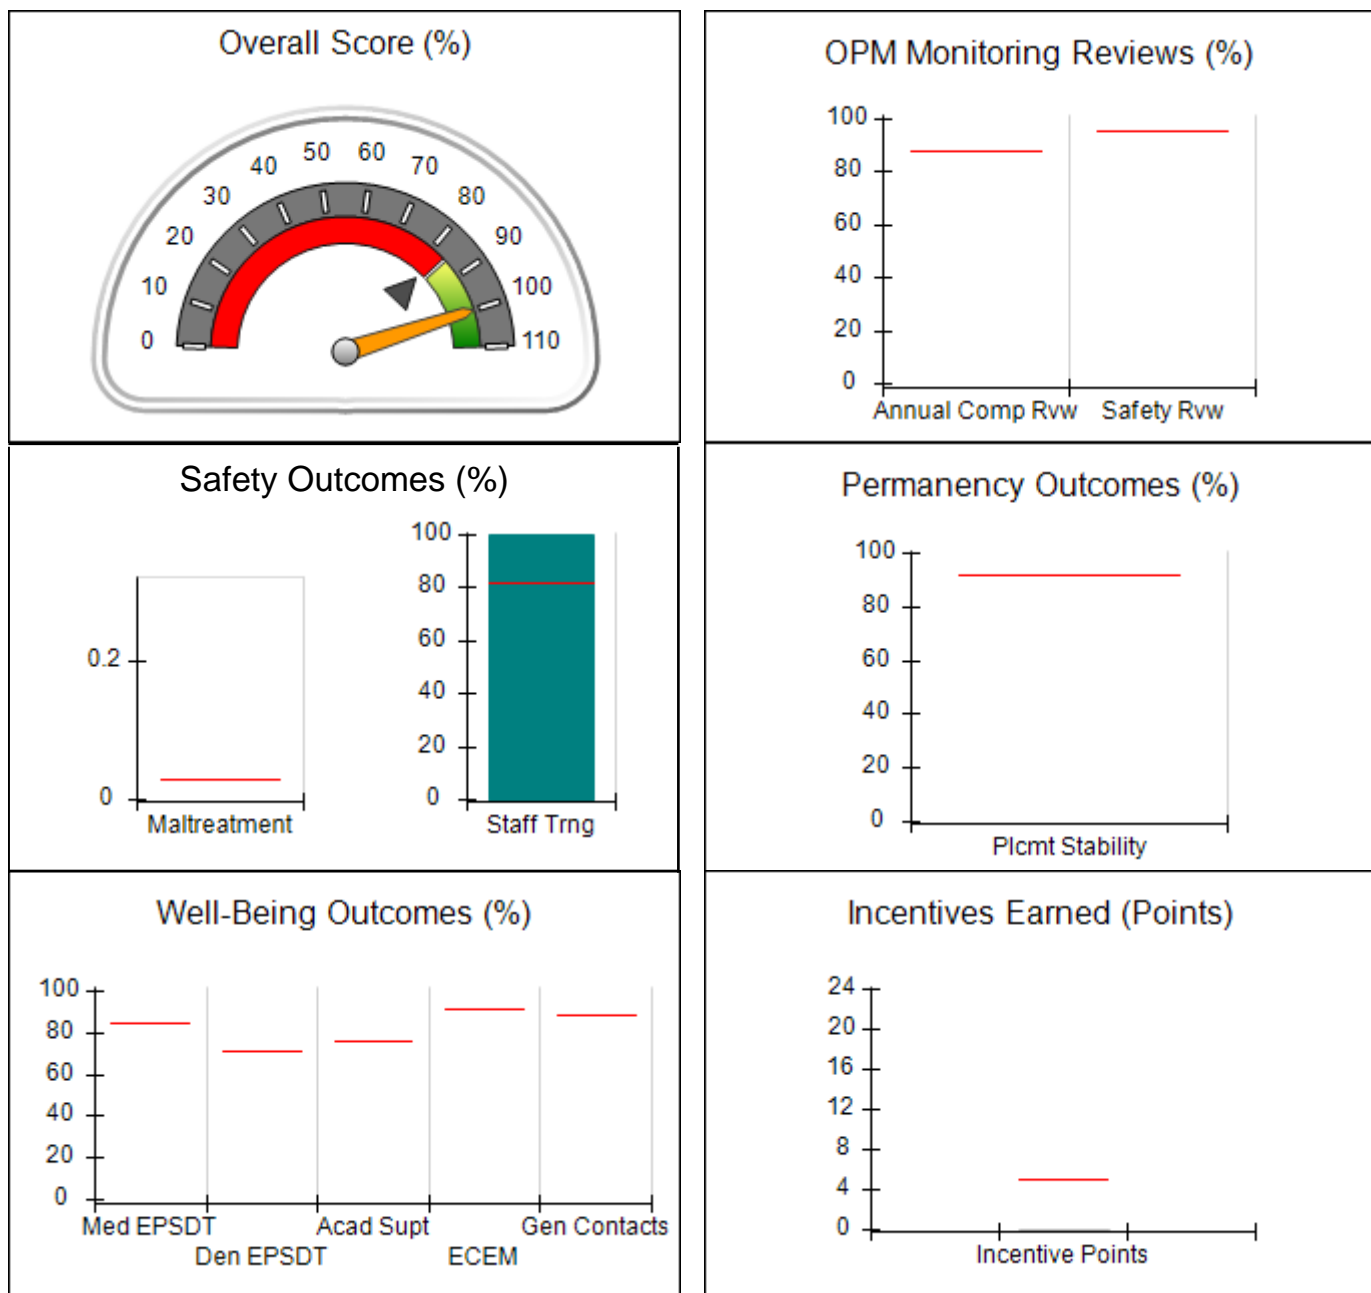 Overall Score (%)
0
10
20
30
40
50
60
70
80
90
100
110
OPM Monitoring Reviews (%)
100
80
60
40
20
0
Annual Comp Rvw
Safety Rvw
Safety Outcomes (%)
0.2
0
Maltreatment
100
80
60
40
20
0
Staff Trng
Permanency Outcomes (%)
100
80
60
40
20
0
Plcmt Stability
Well-Being Outcomes (%)
100
80
60
40
20
0
Med EPSDT
Den EPSDT
Acad Supt
ECEM
Gen Contacts
Incentives Earned (Points)
24
20
16
12
8
4
0
Incentive Points